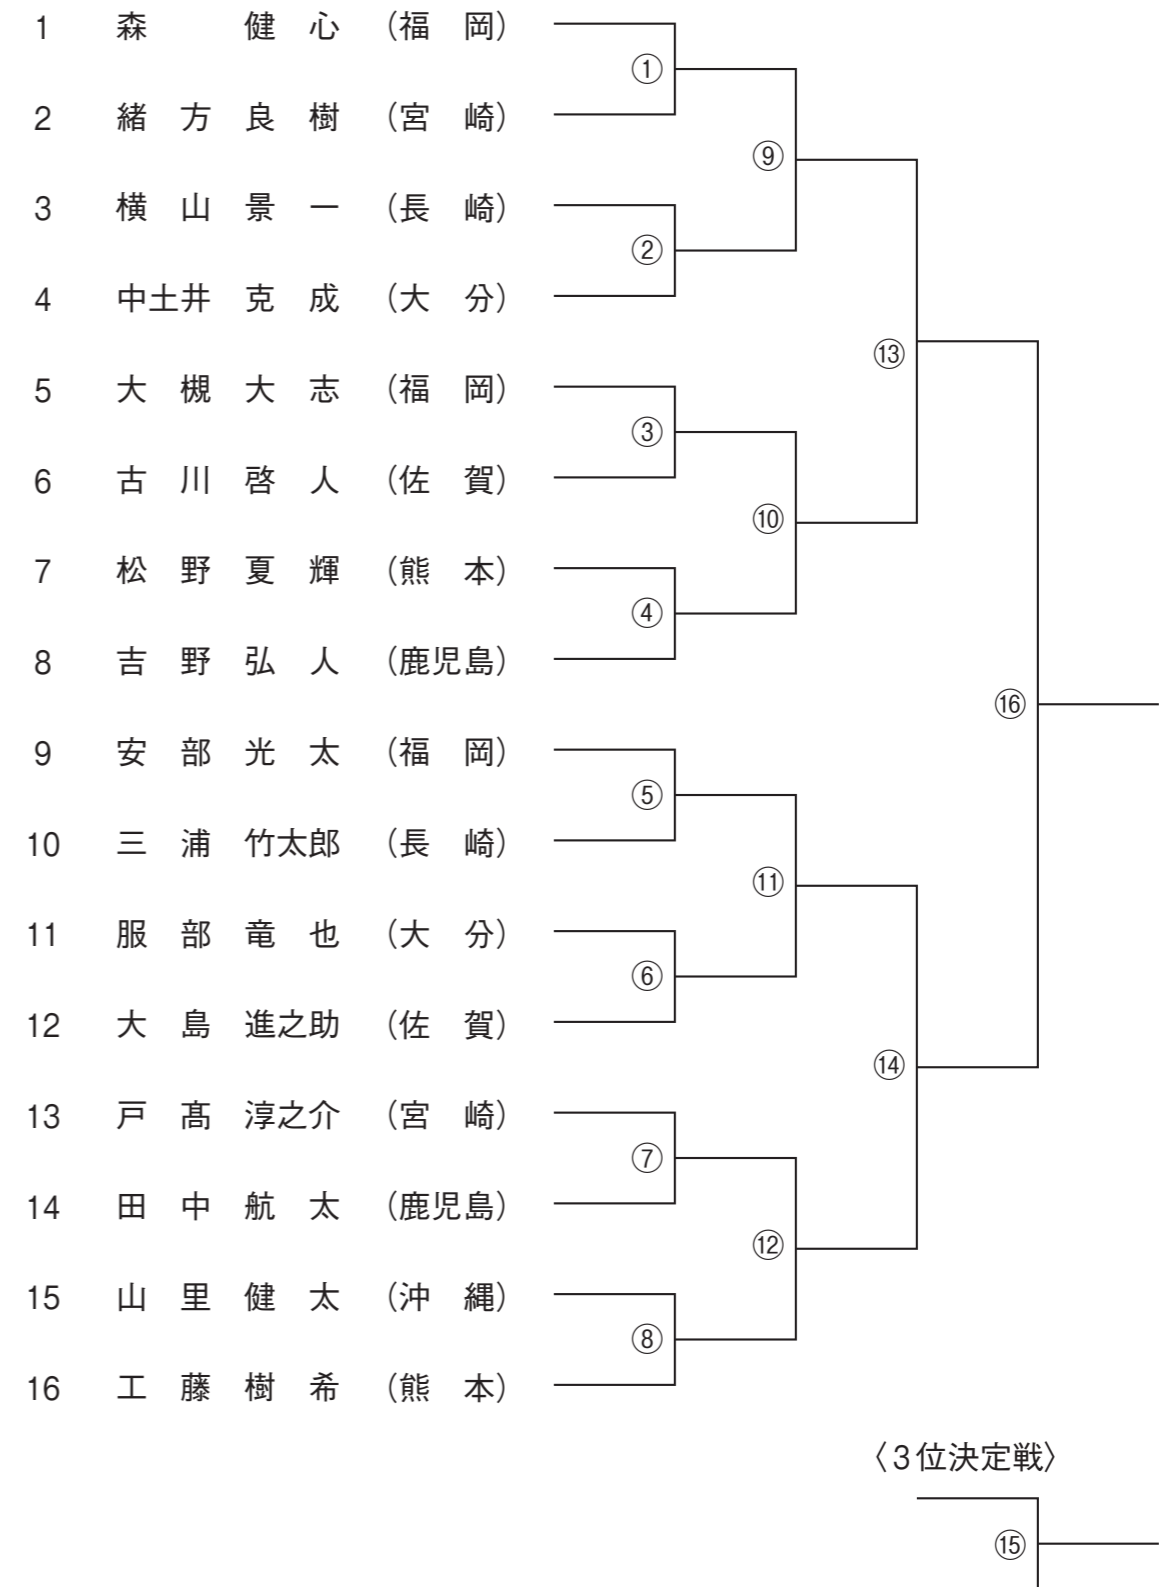 1 森 健 心 （福 岡）
①
2 緒 方 良 樹 （宮 崎）
⑨
3 横 山 景 一 （長 崎）
②
4 中土井 克 成 （大 分）
⑬
5 大 槻 大 志 （福 岡）
③
6 古 川 啓 人 （佐 賀）
⑩
7 松 野 夏 輝 （熊 本）
④
8 吉 野 弘 人 （鹿児島）
⑯
9 安 部 光 太 （福 岡）
⑤
10 三 浦 竹太郎 （長 崎）
⑪
11 服 部 竜 也 （大 分）
⑥
12 大 島 進之助 （佐 賀）
⑭
13 戸 髙 淳之介 （宮 崎）
⑦
14 田 中 航 太 （鹿児島）
⑫
15 山 里 健 太 （沖 縄）
⑧
16 工 藤 樹 希 （熊 本）
〈3位決定戦〉
⑮